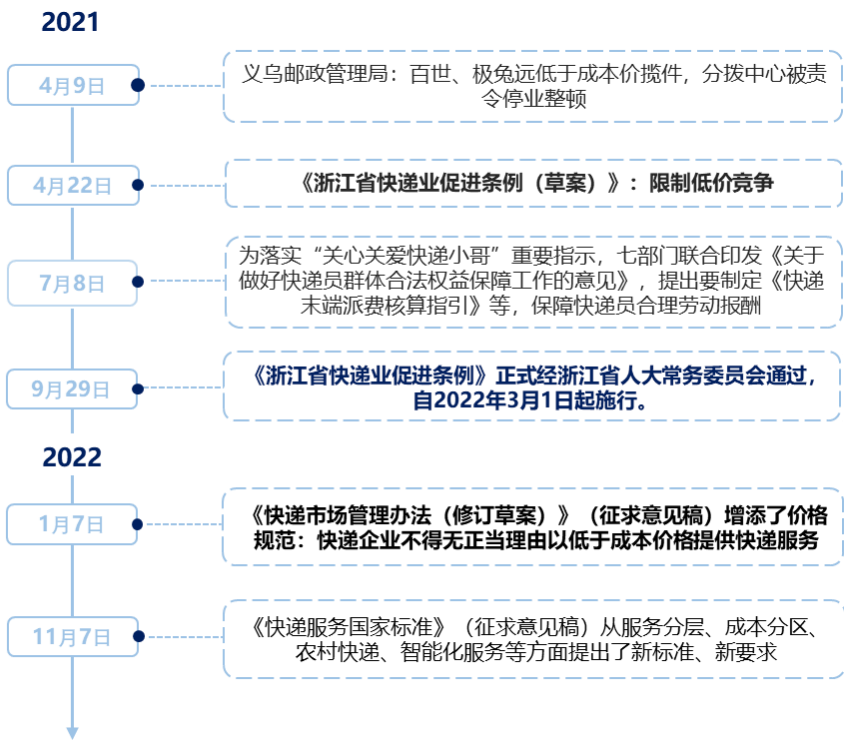 2021
4月9日
义乌邮政管理局：百世、极兔远低于成本价揽件，分拨中心被责
令停业整顿
4月22日
《浙江省快递业促进条例（草案）》：限制低价竞争
7月8日
为落实“关心关爱快递小哥”重要指示，七部门联合印发《关于
做好快递员群体合法权益保障工作的意见》，提出要制定《快递
末端派费核算指引》等，保障快递员合理劳动报酬
9月29日
《浙江省快递业促进条例》正式经浙江省人大常务委员会通过，
自2022年3月1日起施行。
2022
1月7日
《快递市场管理办法（修订草案）》（征求意见稿）增添了价格
规范：快递企业不得无正当理由以低于成本价格提供快递服务
11月7日
《快递服务国家标准》（征求意见稿）从服务分层、成本分区、
农村快递、智能化服务等方面提出了新标准、新要求